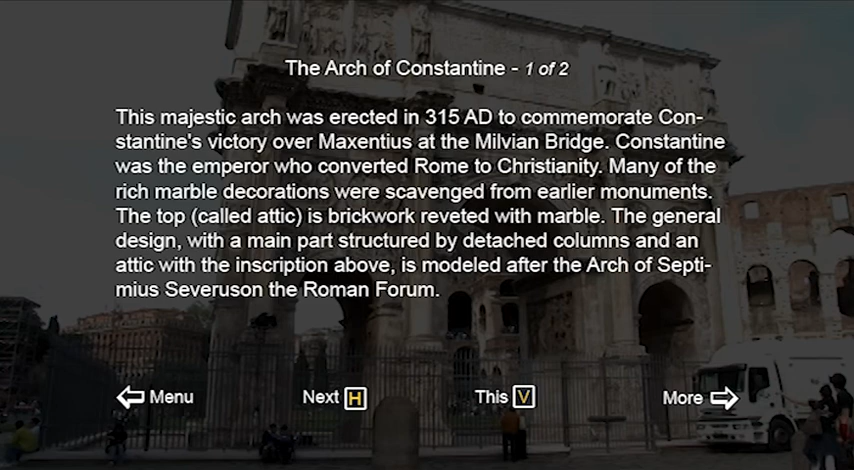 The Arch of Constantine - 1 of 2
This majestic arch was erected in 315 AD to commemorate Con-
stantine's victory over Maxentius at the Milvian Bridge. Constantine
was the emperor who converted Rome to Christianity. Many of the
rich marble decorations were scavenged from earlier monuments.
The top (called attic) is brickwork reveted with marble. The general
design, with a main part structured by detached columns and an
attic with the inscription above, is modeled after the Arch of Septi-
mius Severuson the Roman Forum.
Menu Next H This V More